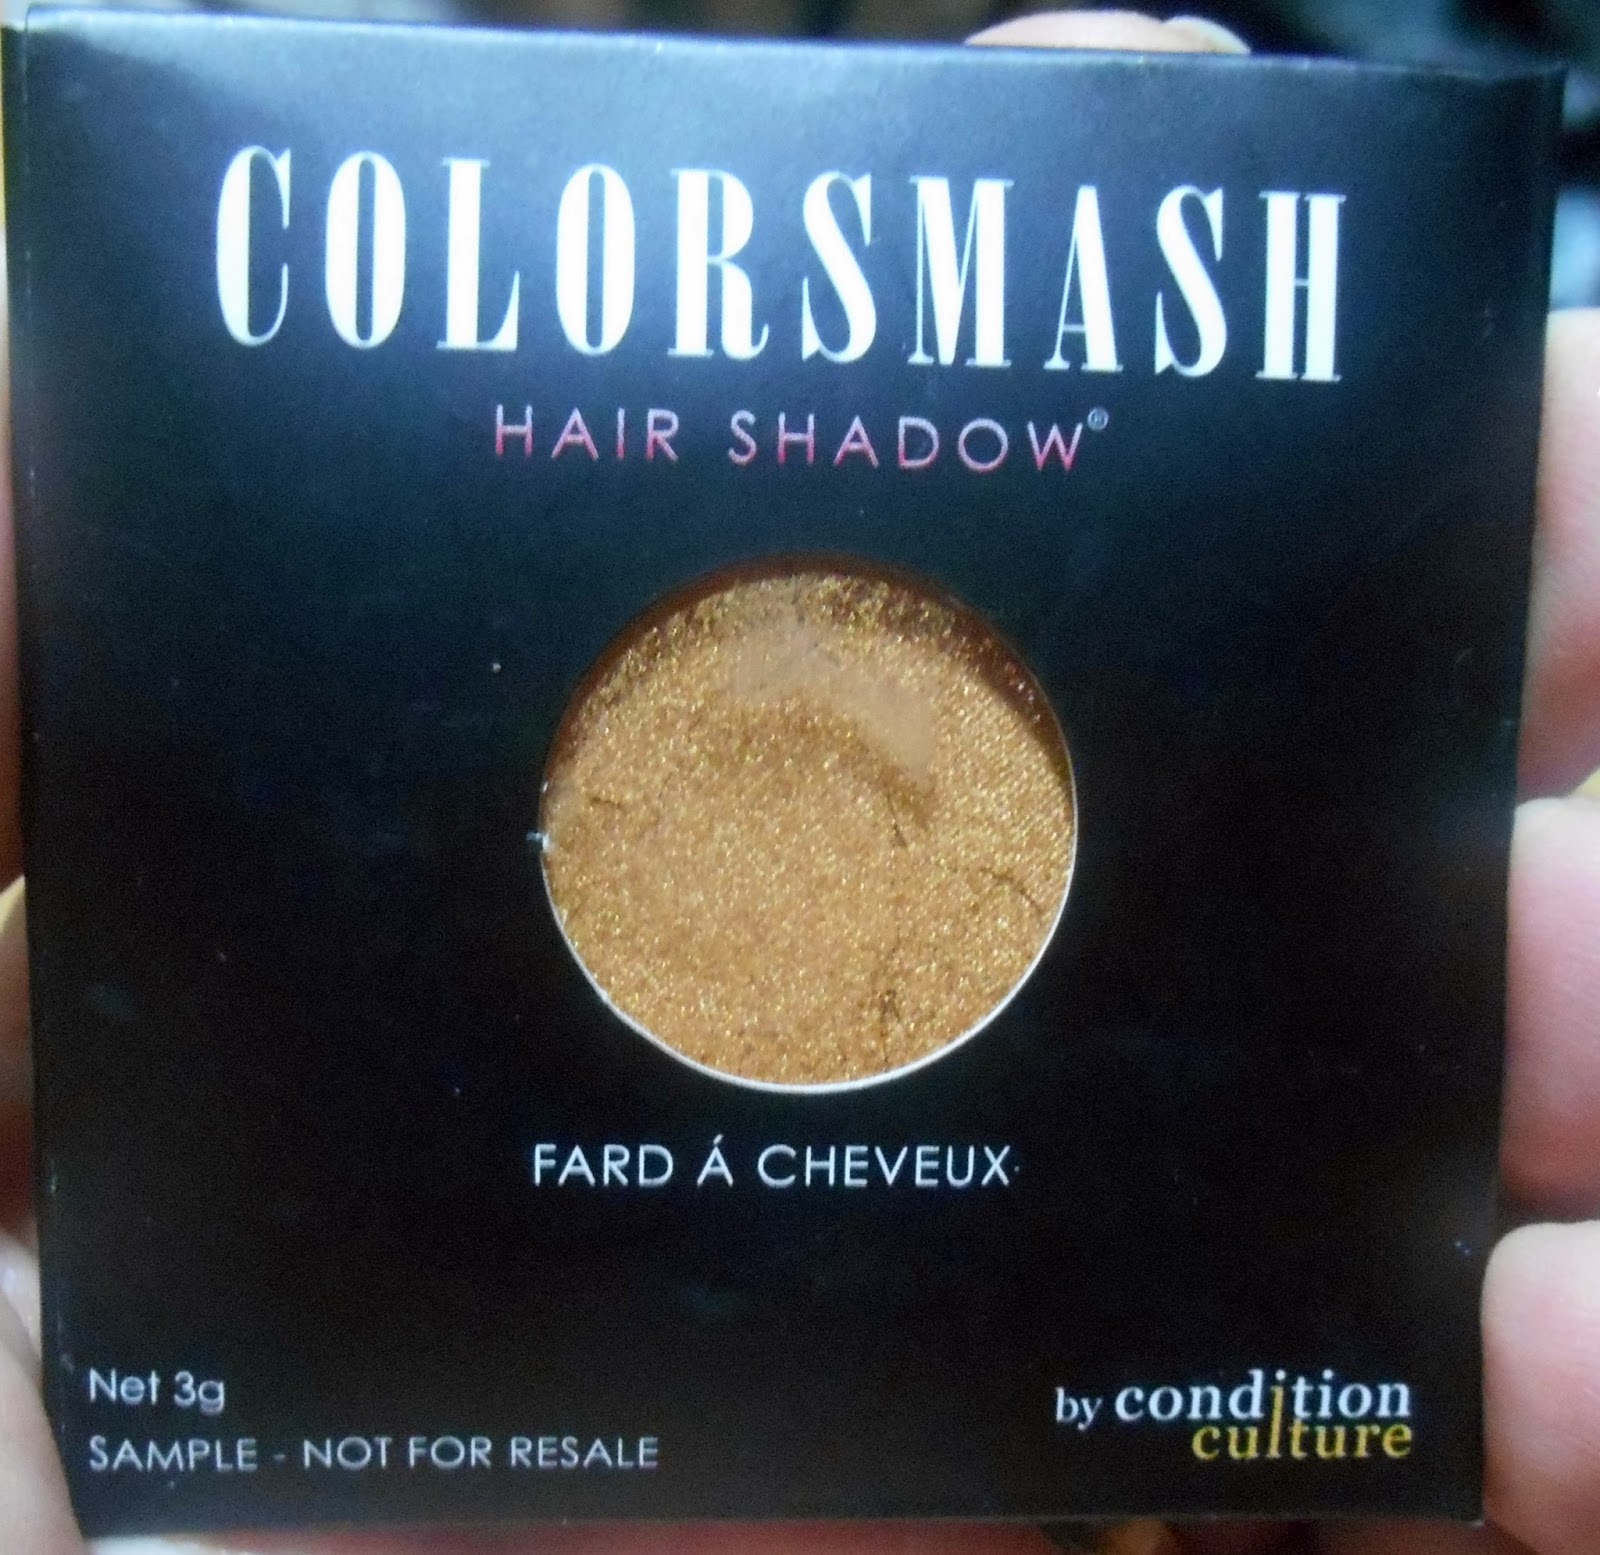 COLORSMASH
HAIR SHADOW®
FARD Á CHEVEUX
Net 3g
SAMPLE - NOT FOR RESALE
by condition
culture